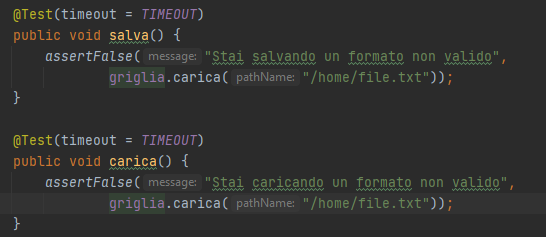 @Test(timeout = TIMEOUT)
public void salva() {
assertFalse( message: "Stai salvando un formato non valido",
griglia.carica( pathName: "/home/file.txt"));
}
@Test(timeout = TIMEOUT)
public void carica() {
assertFalse( message: "Stai caricando un formato non valido",
griglia.carica( pathName: "/home/file.txt"));
}